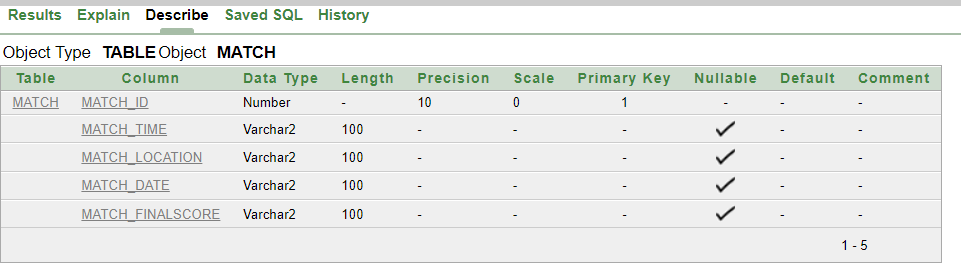 Results Explain Describe Saved SQL History
Object Type TABLE Object MATCH
Table Column Data Type Length Precision Scale Primary Key Nullable Default Comment
MATCH MATCH_ID Number - 10 0 1 - - -
MATCH_TIME Varchar2 100 - - - ✓ - -
MATCH_LOCATION Varchar2 100 - - - ✓ - -
MATCH_DATE Varchar2 100 - - - ✓ - -
MATCH_FINALSCORE Varchar2 100 - - - ✓ - -
1 - 5